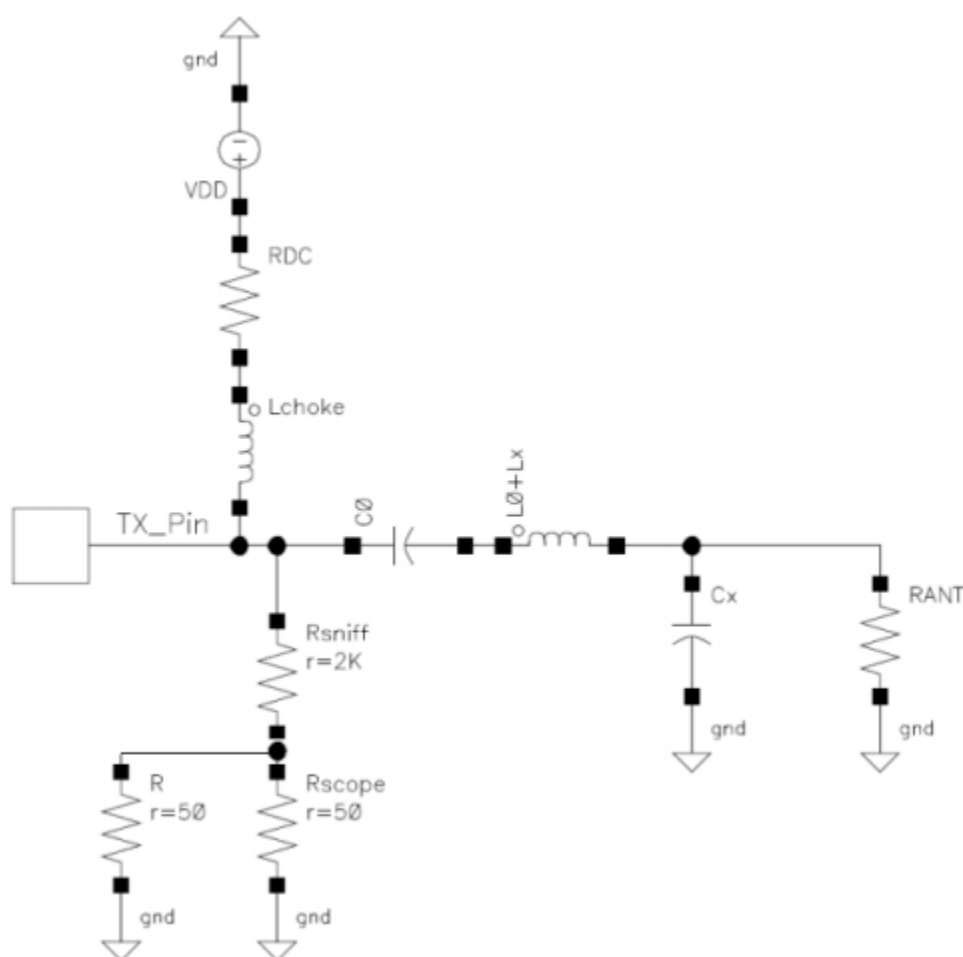 gnd
VDD
RDC
Lchoke
TX_Pin
C0
L0+Lx
Rsniff
r=2K
Cx
RANT
gnd
gnd
R
r=50
Rscope
r=50
gnd
gnd